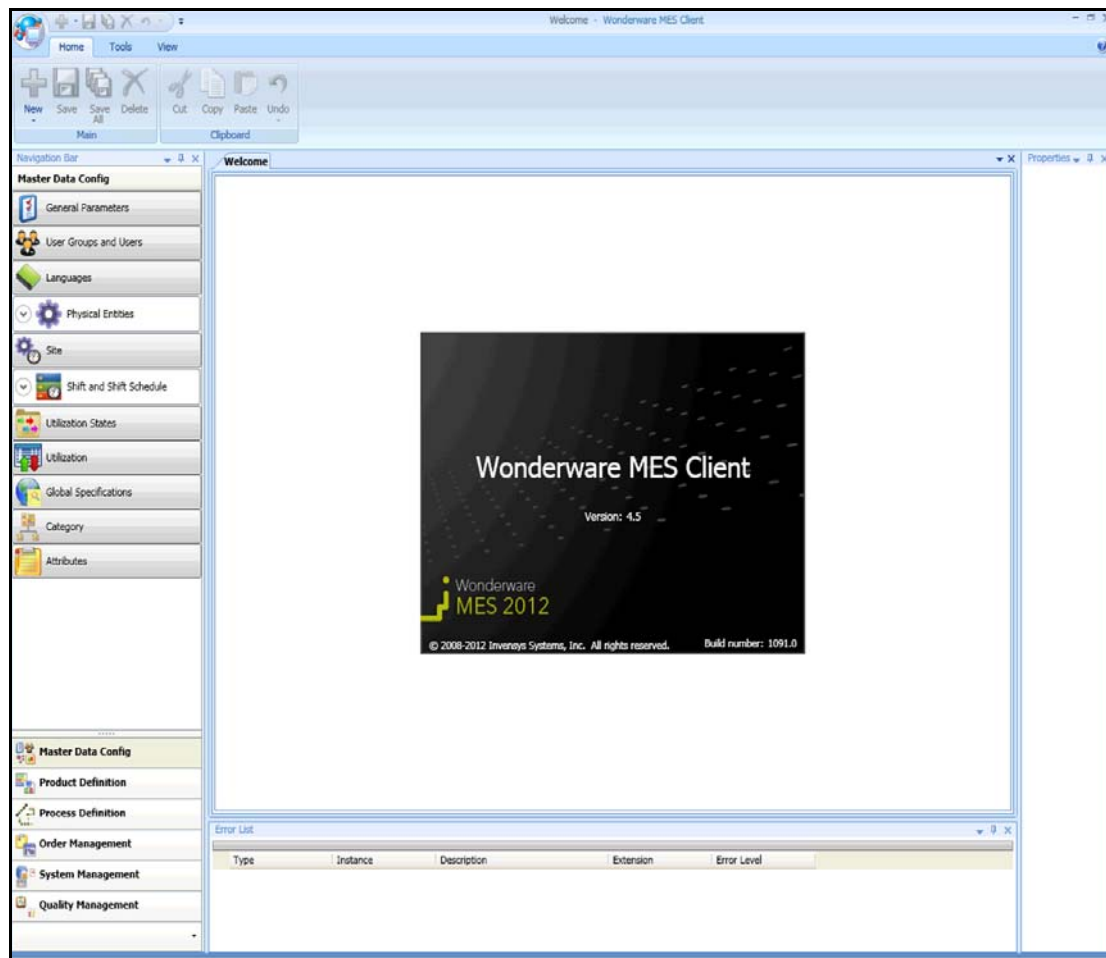 Welcome - Wonderware MES Client
Home Tools View
New Save Save All Delete Cut Copy Paste Undo
Main Clipboard
Navigation Bar
Master Data Config
General Parameters
User Groups and Users
Languages
Physical Entities
Site
Shift and Shift Schedule
Utilization States
Utilization
Global Specifications
Category
Attributes
Master Data Config
Product Definition
Process Definition
Order Management
System Management
Quality Management
Welcome
Wonderware MES Client
Version: 4.5
Wonderware
MES 2012
© 2008-2012 Invensys Systems, Inc. All rights reserved. Build number: 1091.0
Error List
Type Instance Description Extension Error Level
Properties